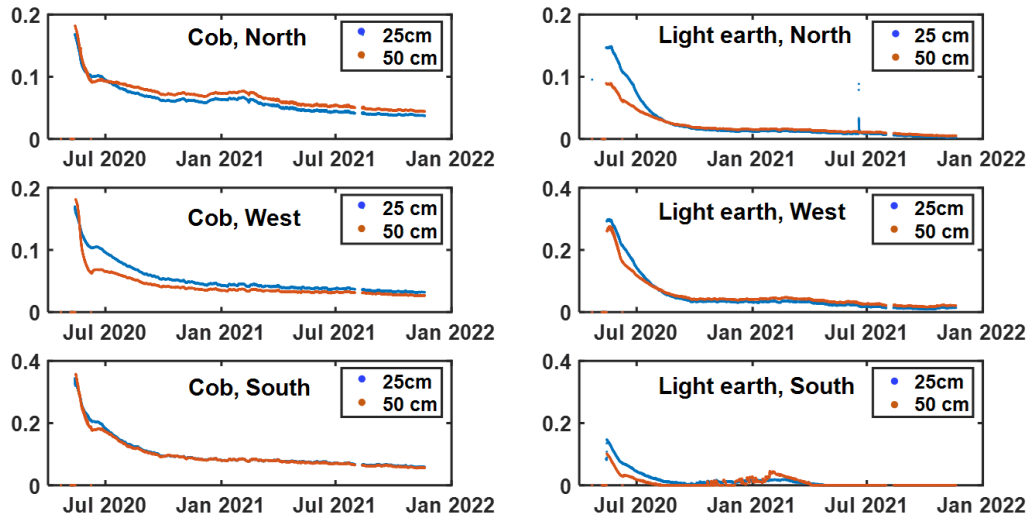 0.2
0.1
0
Cob, North
25cm
50 cm
Jul 2020 Jan 2021 Jul 2021 Jan 2022
0.2
0.1
0
Light earth, North
25 cm
50 cm
Jul 2020 Jan 2021 Jul 2021 Jan 2022
0.2
0.1
0
Cob, West
25 cm
50 cm
Jul 2020 Jan 2021 Jul 2021 Jan 2022
0.4
0.2
0
Light earth, West
25cm
50 cm
Jul 2020 Jan 2021 Jul 2021 Jan 2022
0.4
0.2
0
Cob, South
25cm
50 cm
Jul 2020 Jan 2021 Jul 2021 Jan 2022
0.4
0.2
0
Light earth, South
25cm
50 cm
Jul 2020 Jan 2021 Jul 2021 Jan 2022